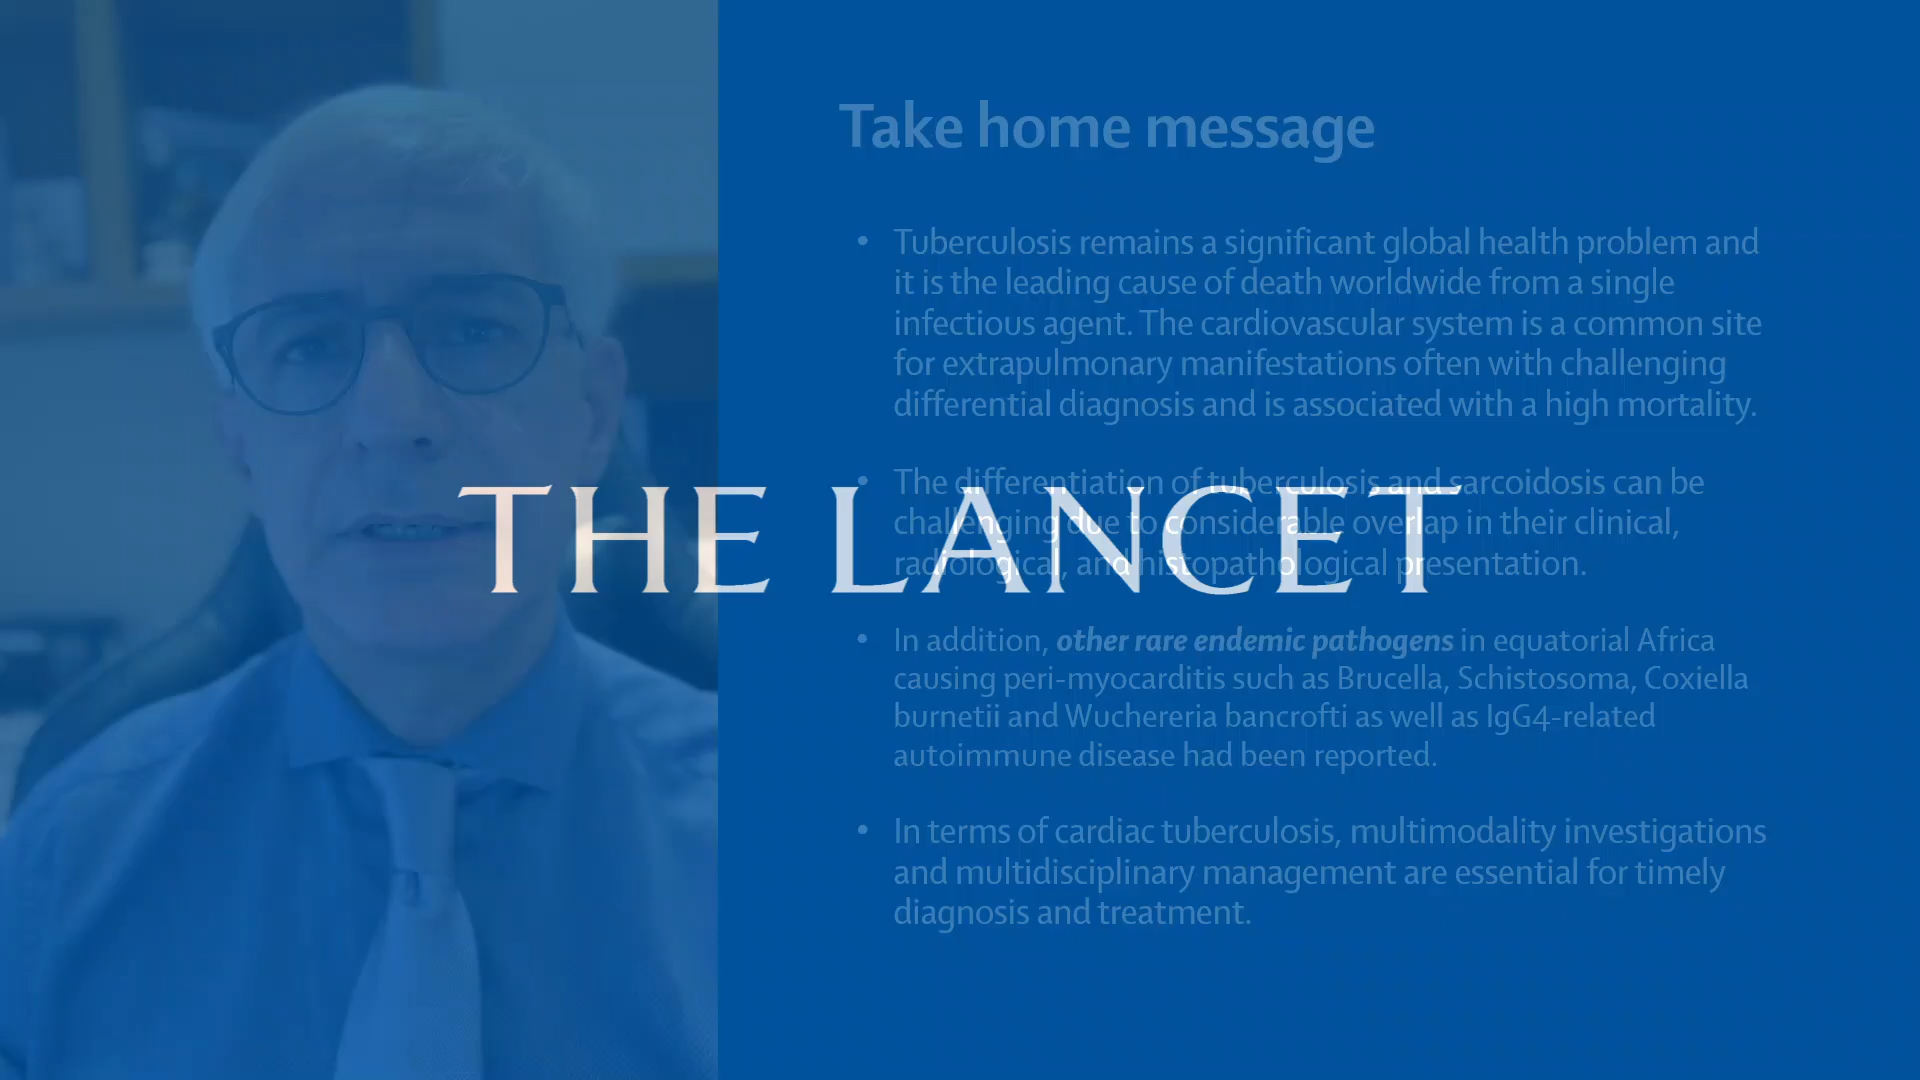 Take home message
• Tuberculosis remains a significant global health problem and
it is the leading cause of death worldwide from a single
infectious agent. The cardiovascular system is a common site
for extrapulmonary manifestations often with challenging
differential diagnosis and is associated with a high mortality.
• The differentiation of tuberculosis and sarcoidosis can be
challenging due to considerable overlap in their clinical,
radiological, and histopathological presentation.
THE LANCET
• In addition, other rare endemic pathogens in equatorial Africa
causing peri-myocarditis such as Brucella, Schistosoma, Coxiella
burnetii and Wuchereria bancrofti as well as IgG4-related
autoimmune disease had been reported.
• In terms of cardiac tuberculosis, multimodality investigations
and multidisciplinary management are essential for timely
diagnosis and treatment.